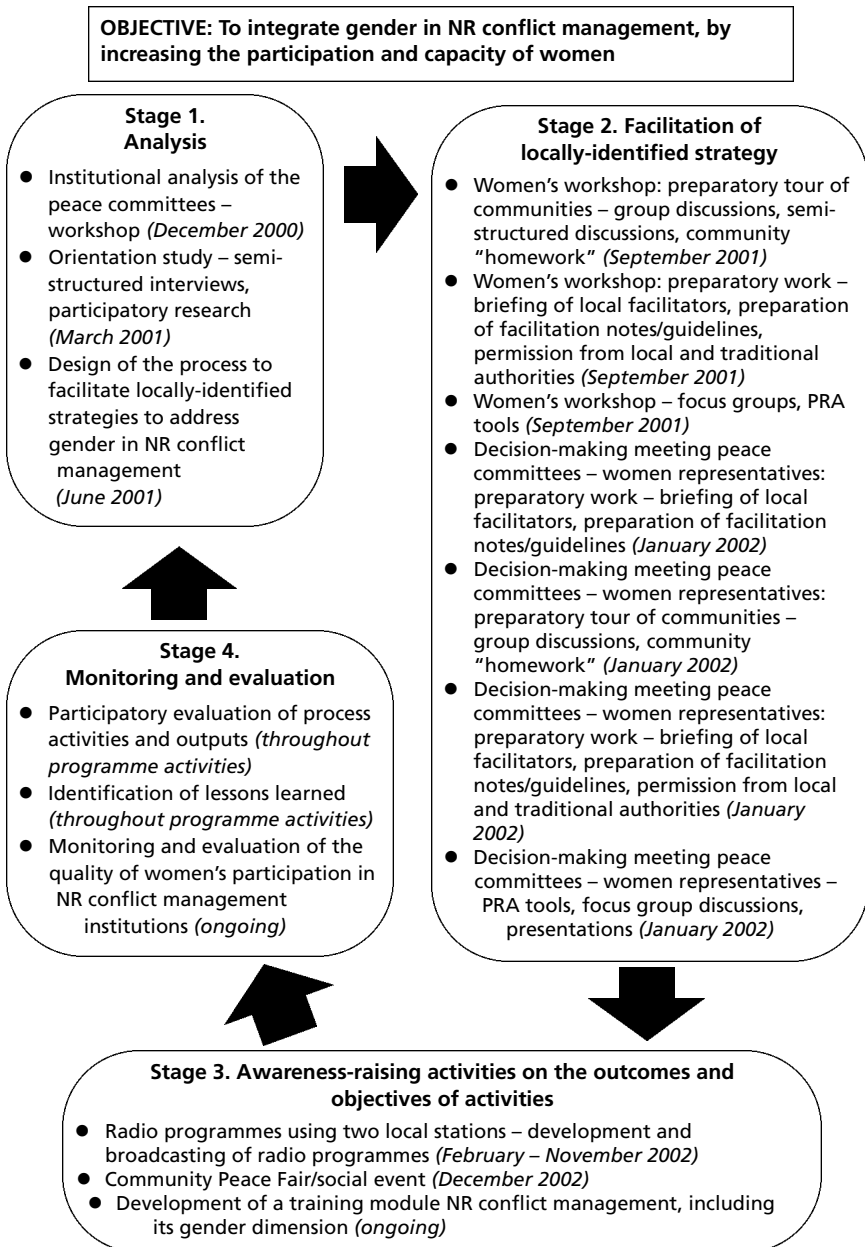 OBJECTIVE: To integrate gender in NR conflict management, by
increasing the participation and capacity of women
Stage 1.
Analysis
● Institutional analysis of the
peace committees –
workshop (December 2000)
● Orientation study – semi-
structured interviews,
participatory research
(March 2001)
● Design of the process to
facilitate locally-identified
strategies to address
gender in NR conflict
management
(June 2001)
Stage 2. Facilitation of
locally-identified strategy
● Women's workshop: preparatory tour of
communities – group discussions, semi-
structured discussions, community
"homework" (September 2001)
● Women's workshop: preparatory work –
briefing of local facilitators, preparation
of facilitation notes/guidelines,
permission from local and traditional
authorities (September 2001)
● Women's workshop – focus groups, PRA
tools (September 2001)
● Decision-making meeting peace
committees – women representatives:
preparatory work – briefing of local
facilitators, preparation of facilitation
notes/guidelines (January 2002)
● Decision-making meeting peace
committees – women representatives:
preparatory tour of communities –
group discussions, community
"homework" (January 2002)
● Decision-making meeting peace
committees – women representatives:
preparatory work – briefing of local
facilitators, preparation of facilitation
notes/guidelines, permission from local
and traditional authorities (January
2002)
● Decision-making meeting peace
committees – women representatives –
PRA tools, focus group discussions,
presentations (January 2002)
Stage 3. Awareness-raising activities on the outcomes and
objectives of activities
● Radio programmes using two local stations – development and
broadcasting of radio programmes (February – November 2002)
● Community Peace Fair/social event (December 2002)
● Development of a training module NR conflict management, including
its gender dimension (ongoing)
Stage 4.
Monitoring and evaluation
● Participatory evaluation of process
activities and outputs (throughout
programme activities)
● Identification of lessons learned
(throughout programme activities)
● Monitoring and evaluation of the
quality of women's participation in
NR conflict management
institutions (ongoing)